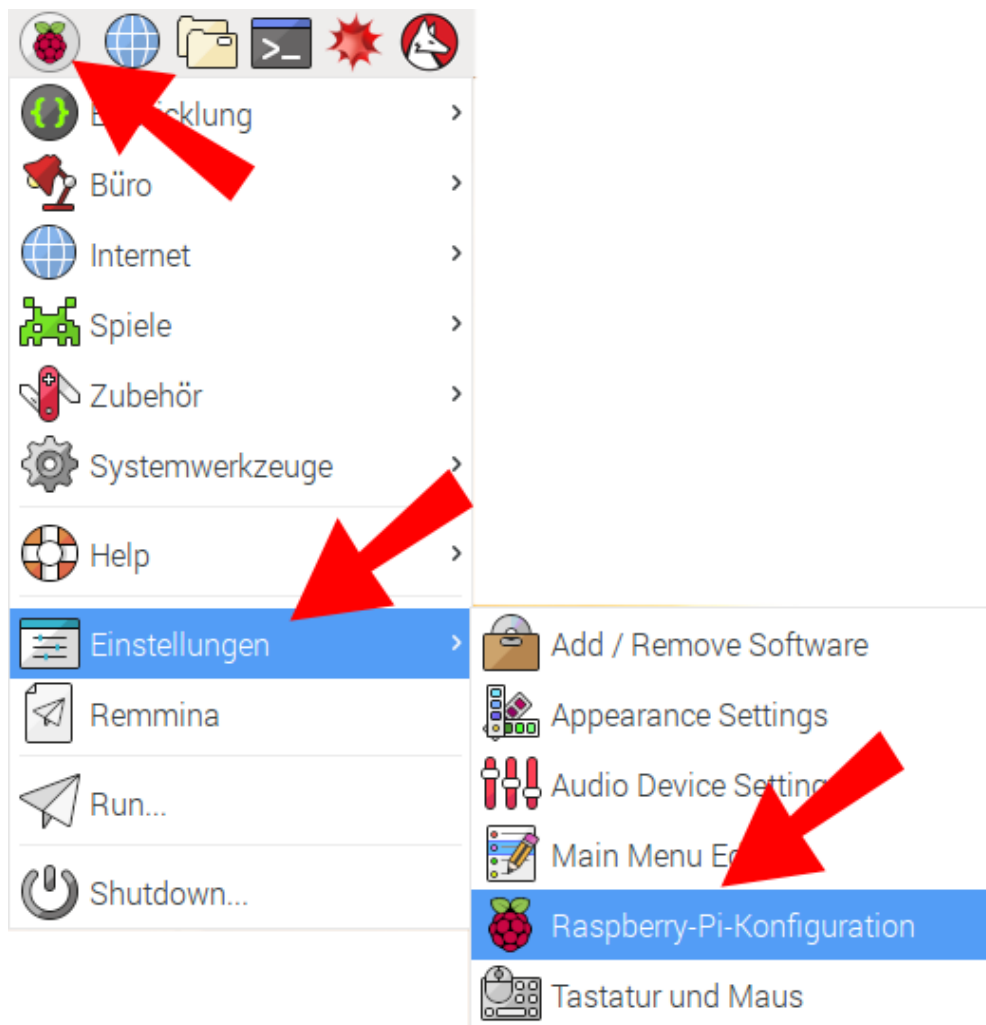 Büro
Internet
Spiele
Zubehör
Systemwerkzeuge
Help
Einstellungen
Remmina
Run...
Shutdown...
Add / Remove Software
Appearance Settings
Audio Device
Main Menu
Raspberry-Pi-Konfiguration
Tastatur und Maus